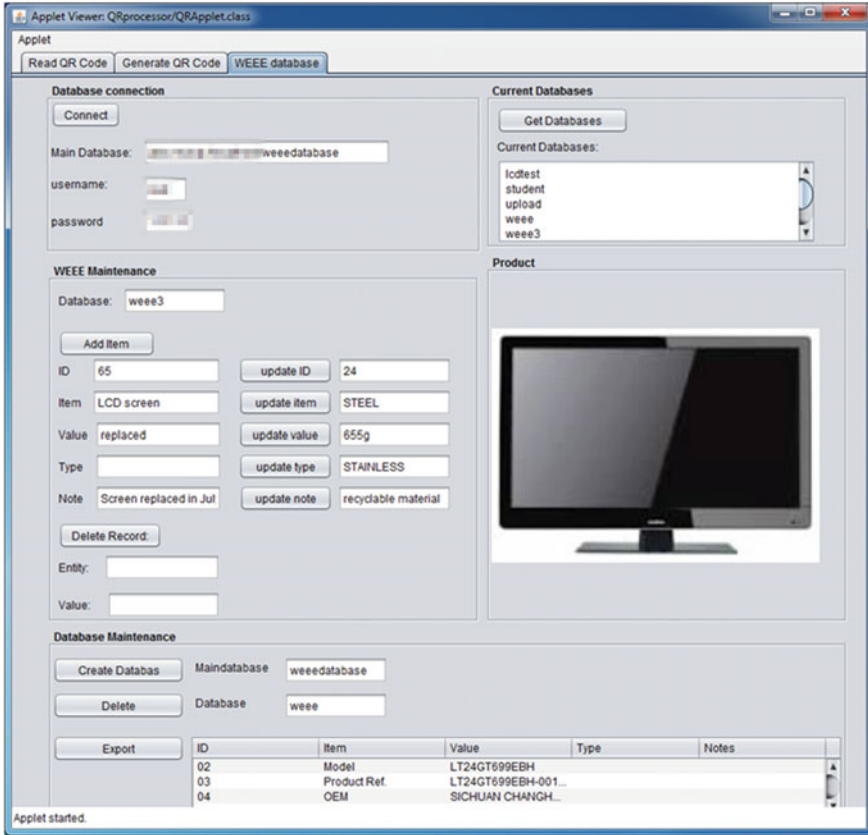 Applet Viewer: QRprocessor/QRApplet.class
Applet
Read QR Code Generate QR Code WEEE database
Database connection
Connect
Main Database: weeedatabase
username:
password
Current Databases
Get Databases
Current Databases:
lcdtest
student
upload
weee
weee3
WEEE Maintenance
Database: weee3
Add Item
ID 65 update ID 24
Item LCD screen update item STEEL
Value replaced update value 655g
Type update type STAINLESS
Note Screen replaced in Jul update note recyclable material
Delete Record:
Entity:
Value:
Product
Database Maintenance
Create Databas Maindatabase weeedatabase
Delete Database weee
Export
ID Item Value Type Notes
02 Model LT24GT699EBH
03 Product Ref. LT24GT699EBH-001...
04 OEM SICHUAN CHANGH...
Applet started.